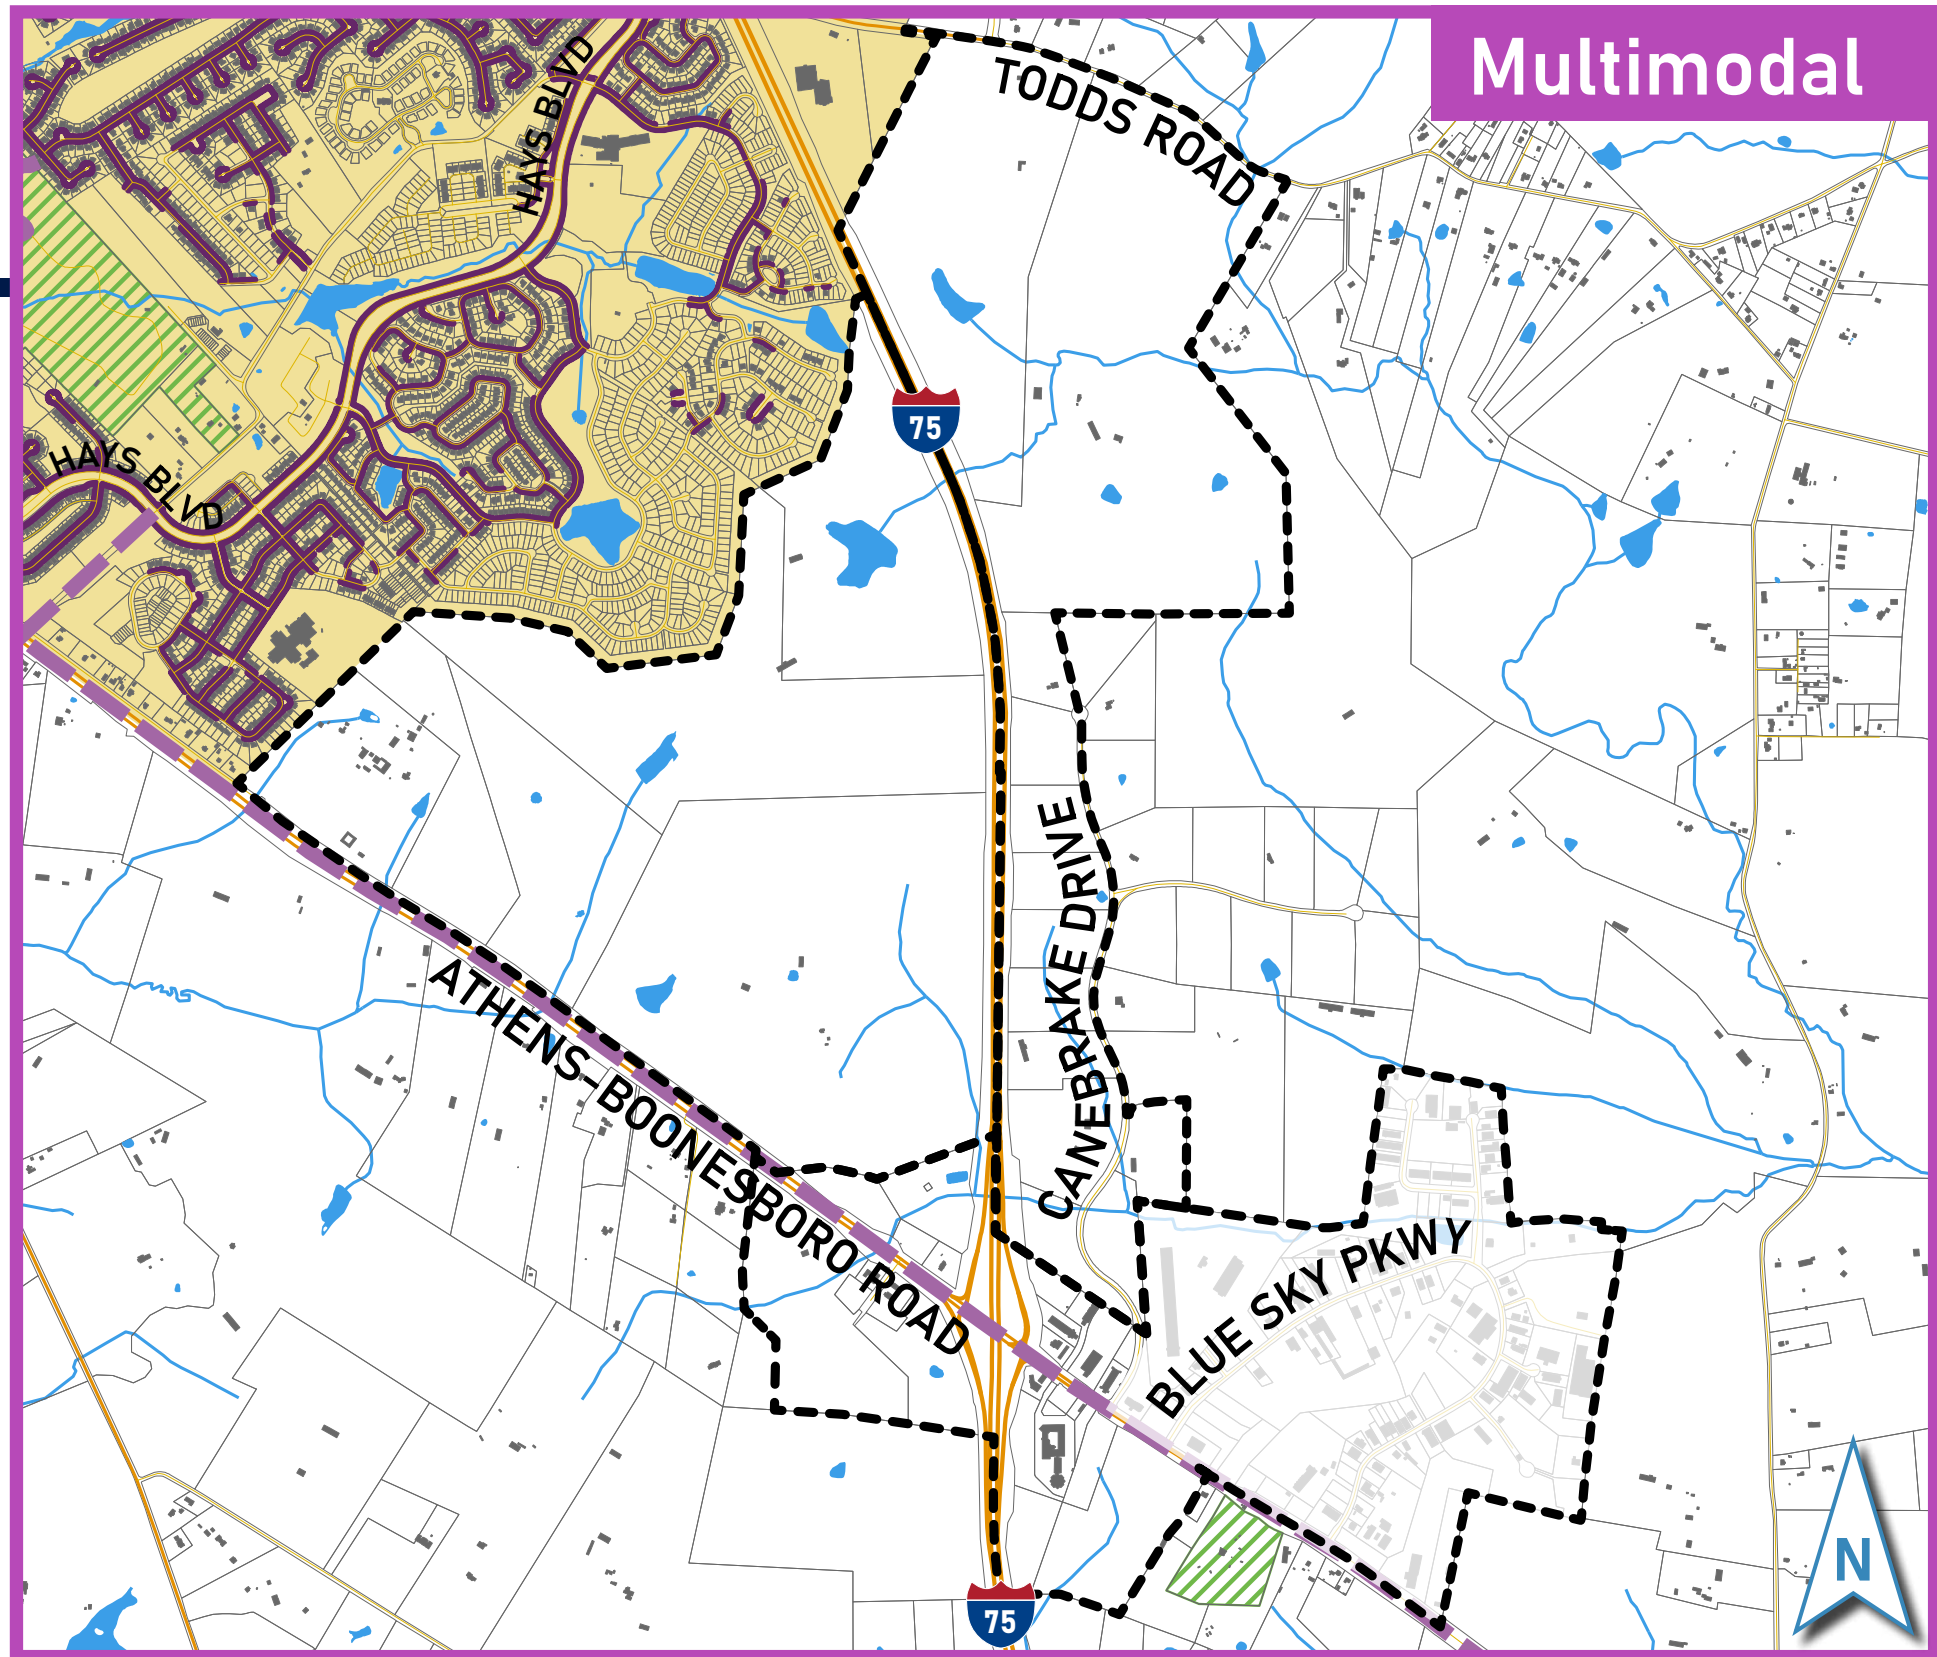 Multimodal
TODDS ROAD
HAYS BLVD
75
HAYS BLVD
CANEBRAKE DRIVE
ATHENS-BOONESBORO ROAD
BLUE SKY PKWY
N
75